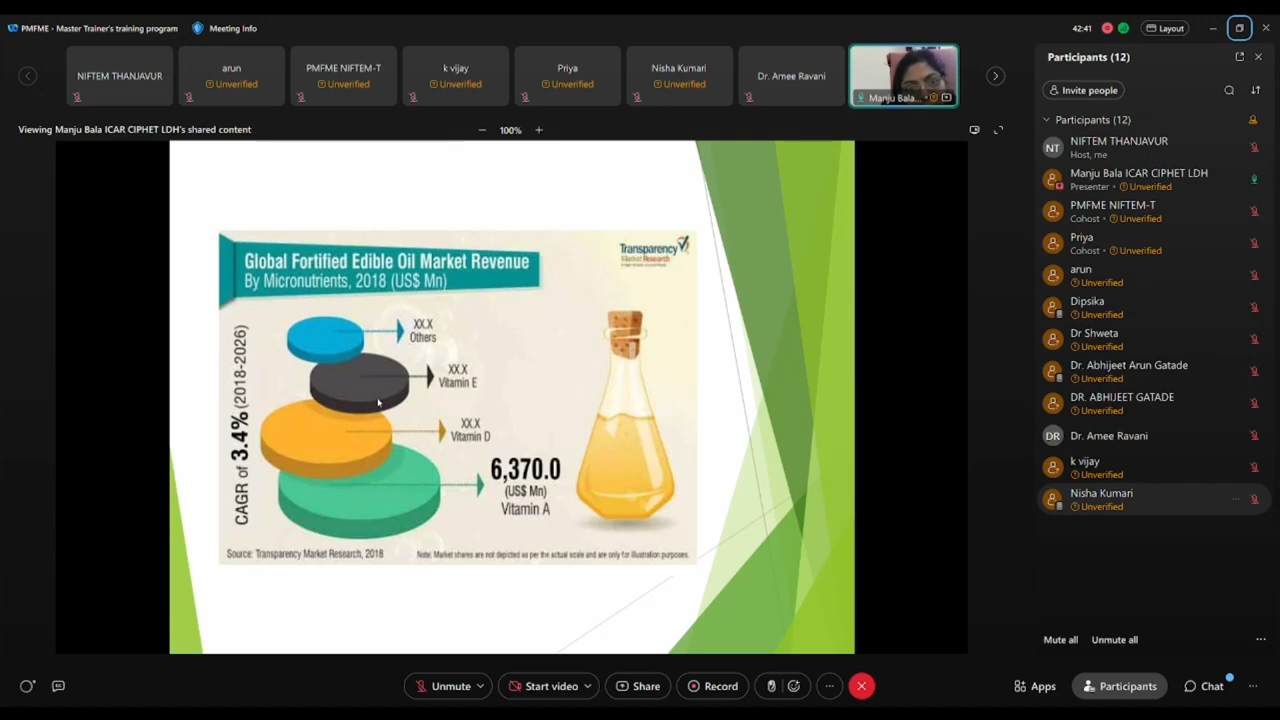 PMFME - Master Trainer's training program
Meeting Info
42:41
Layout
NIFTEM THANJAVUR
arun
Unverified
PMFME NIFTEM-T
Unverified
k vijay
Unverified
Priya
Unverified
Nisha Kumari
Unverified
Dr. Amee Ravani
Manju Bala...
Viewing Manju Bala ICAR CIPHET LDH's shared content
100%
Global Fortified Edible Oil Market Revenue
By Micronutrients, 2018 (US$ Mn)
Transparency
Market Research
CAGR of 3.4% (2018-2026)
XX.X
Others
XX.X
Vitamin E
XX.X
Vitamin D
6,370.0
(US$ Mn)
Vitamin A
Source: Transparency Market Research, 2018
Note: Market shares are not depicted as per the actual scale and are only for illustration purposes.
Participants (12)
Invite people
Participants (12)
NT
NIFTEM THANJAVUR
Host, me
Manju Bala ICAR CIPHET LDH
Presenter • Unverified
PMFME NIFTEM-T
Cohost • Unverified
Priya
Cohost • Unverified
arun
Unverified
Dipsika
Unverified
Dr Shweta
Unverified
Dr. Abhijeet Arun Gatade
Unverified
DR. ABHIJEET GATADE
Unverified
DR
Dr. Amee Ravani
k vijay
Unverified
Nisha Kumari
Unverified
Mute all
Unmute all
Unmute
Start video
Share
Record
Apps
Participants
Chat